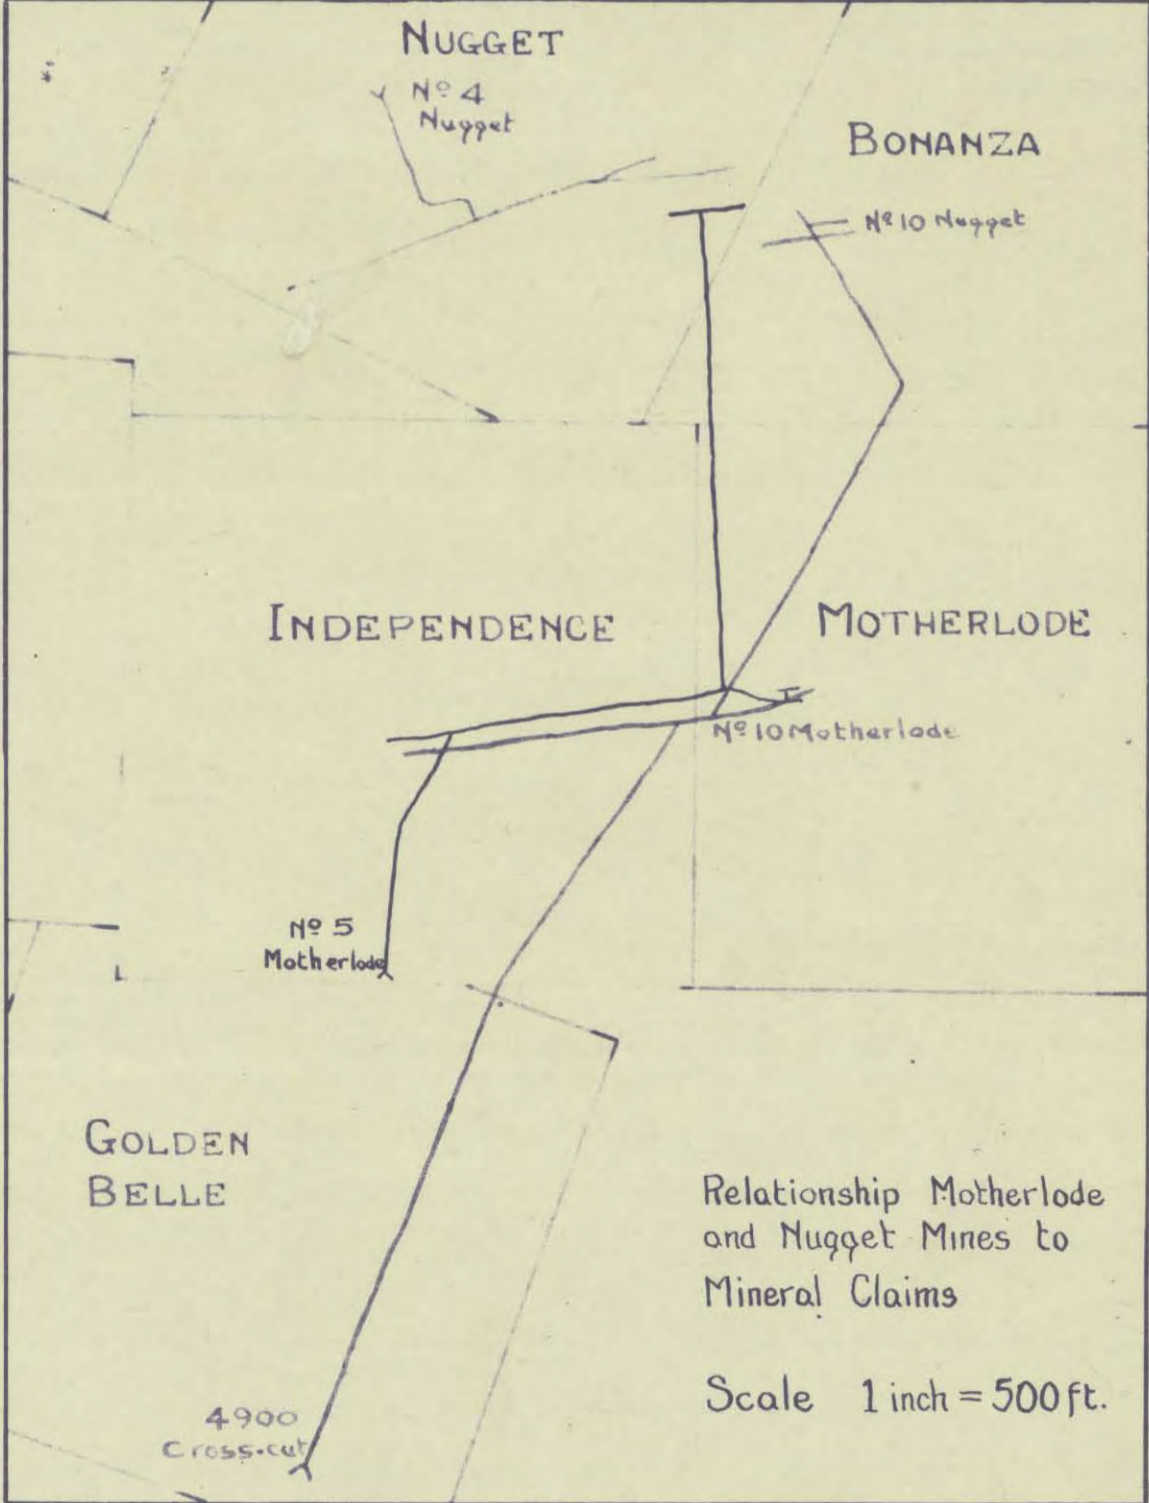 NUGGET
Nº 4
Nugget
BONANZA
Nº 10 Nugget
INDEPENDENCE
MOTHERLODE
Nº 10 Motherlode
Nº 5
Motherlode
GOLDEN
BELLE
Relationship Motherlode
and Nugget Mines to
Mineral Claims
Scale 1 inch = 500 ft.
4900
Cross-cut